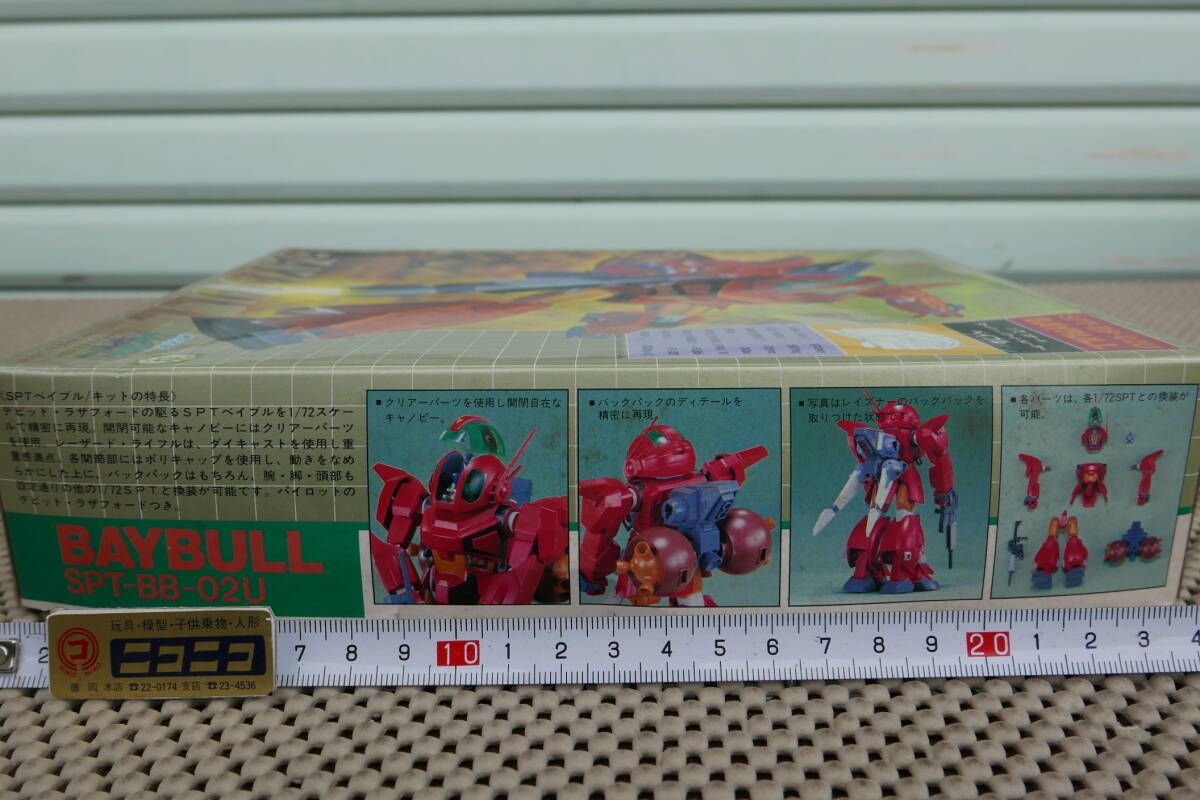 〈SPTベイブル/キットの特長〉
デビッド・ラザフォードの駆るSPTベイブルを1/72スケー
ルで精密に再現。開閉可能なキャノピーにはクリアーパーツ
を使用。レーザード・ライフルは、ダイキャストを使用し重
量感満点。各関節部にはポリキャップを使用し、動きをなめ
らかにした上に、バックパックはもちろん、腕・脚・頭部も
設定通りの他の1/72SPTと換装が可能です。パイロットの
デビット・ラザフォードつき。
BAYBULL
SPT-BB-02U
■クリアーパーツを使用し開閉自在な
キャノピー。
■バックパックのディテールを
精密に再現。
■写真はレイズナーのバックパックを
取りつけた状態です。
■各パーツは、各1/72SPTとの換装が
可能。
玩具・模型・子供乗物・人形
ニコニコ
藤岡 本店☎22-0174 支店☎23-4536
2 7 8 9 10 1 2 3 4 5 6 7 8 9 20 1 2 3 4